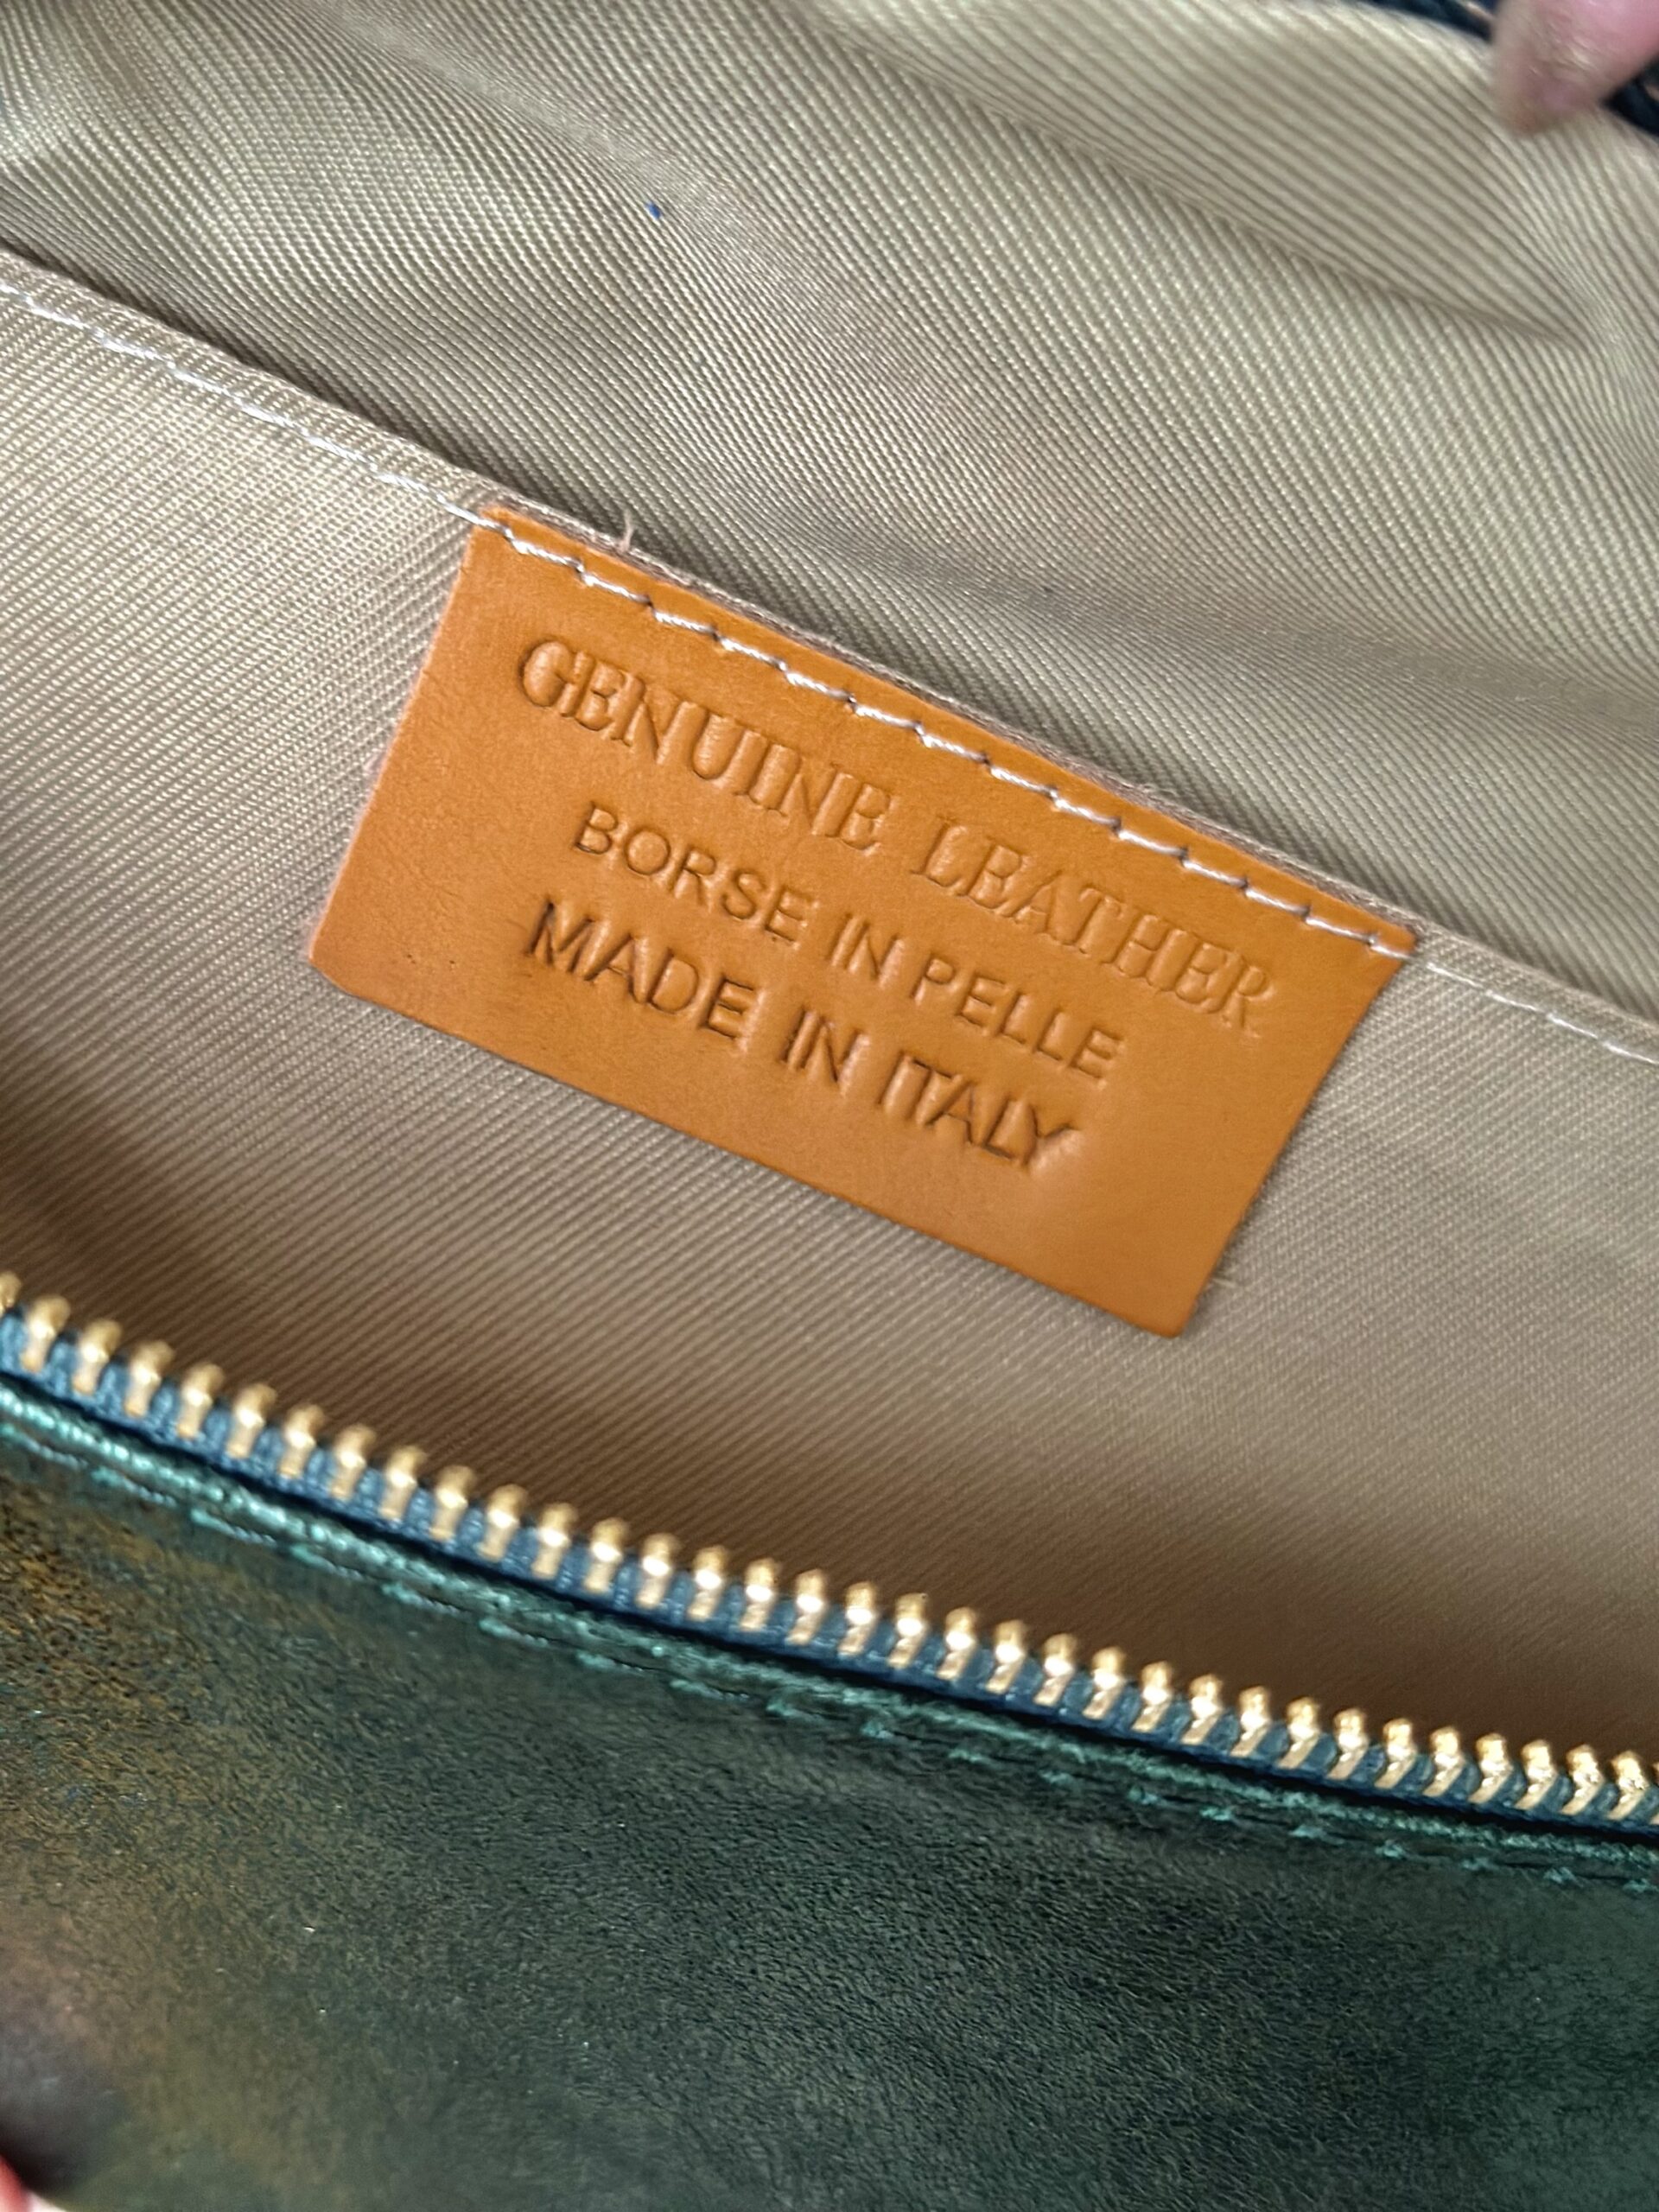 GENUINE LEATHER
BORSE IN PELLE
MADE IN ITALY